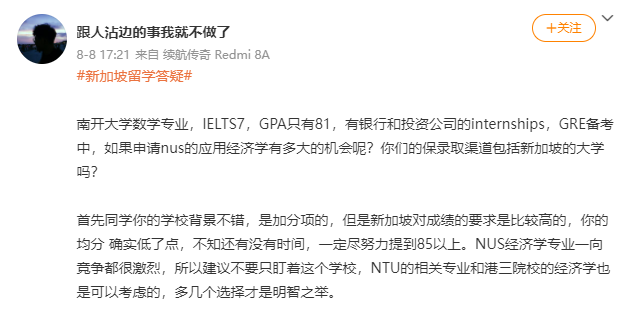 跟人沾边的事我就不做了
+关注
8-8 17:21 来自 续航传奇 Redmi 8A
#新加坡留学答疑#
南开大学数学专业，IELTS7，GPA只有81，有银行和投资公司的internships，GRE备考
中，如果申请nus的应用经济学有多大的机会呢？你们的保录取渠道包括新加坡的大学
吗？
首先同学你的学校背景不错，是加分项的，但是新加坡对成绩的要求是比较高的，你的
均分 确实低了点，不知还有没有时间，一定尽努力提到85以上。NUS经济学专业一向
竞争都很激烈，所以建议不要只盯着这个学校，NTU的相关专业和港三院校的经济学也
是可以考虑的，多几个选择才是明智之举。